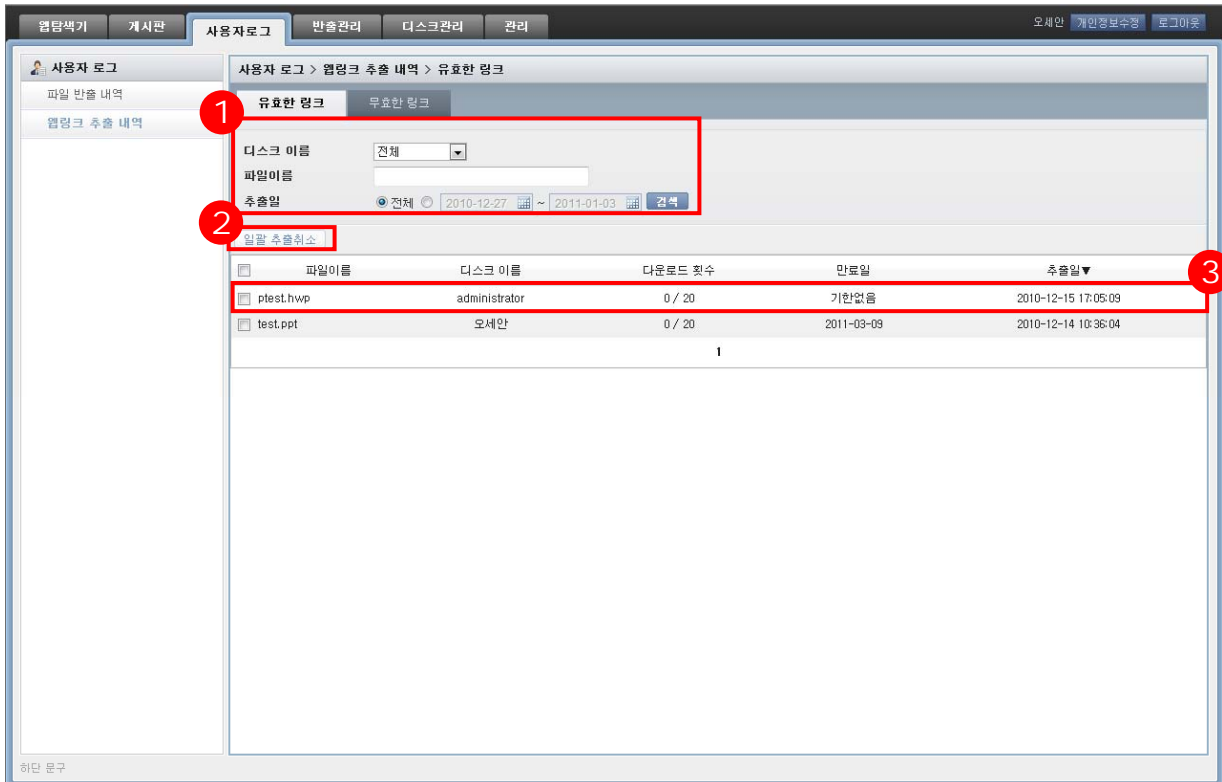 웹탐색기 게시판 사용자로그 반출관리 디스크관리 관리 오세안 개인정보수정 로그아웃
사용자 로그
파일 반출 내역
웹링크 추출 내역
사용자 로그 > 웹링크 추출 내역 > 유효한 링크
유효한 링크 무효한 링크
1
디스크 이름 전체
파일이름
추출일 전체 2010-12-27 ~ 2011-01-03 검색
2
일괄 추출취소
파일이름 디스크 이름 다운로드 횟수 만료일 추출일▼
3
ptest.hwp administrator 0 / 20 기한없음 2010-12-15 17:05:09
test.ppt 오세안 0 / 20 2011-03-09 2010-12-14 10:36:04
1
하단 문구